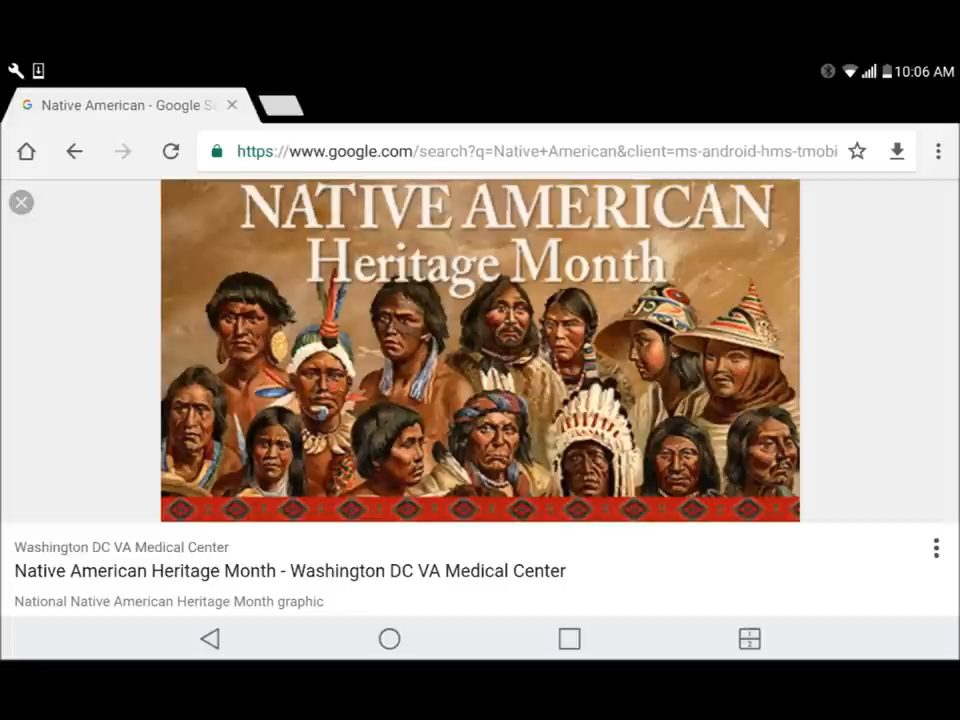 10:06 AM
Native American - Google S
https://www.google.com/search?q=Native+American&client=ms-android-hms-tmobi
NATIVE AMERICAN
Heritage Month
Washington DC VA Medical Center
Native American Heritage Month - Washington DC VA Medical Center
National Native American Heritage Month graphic